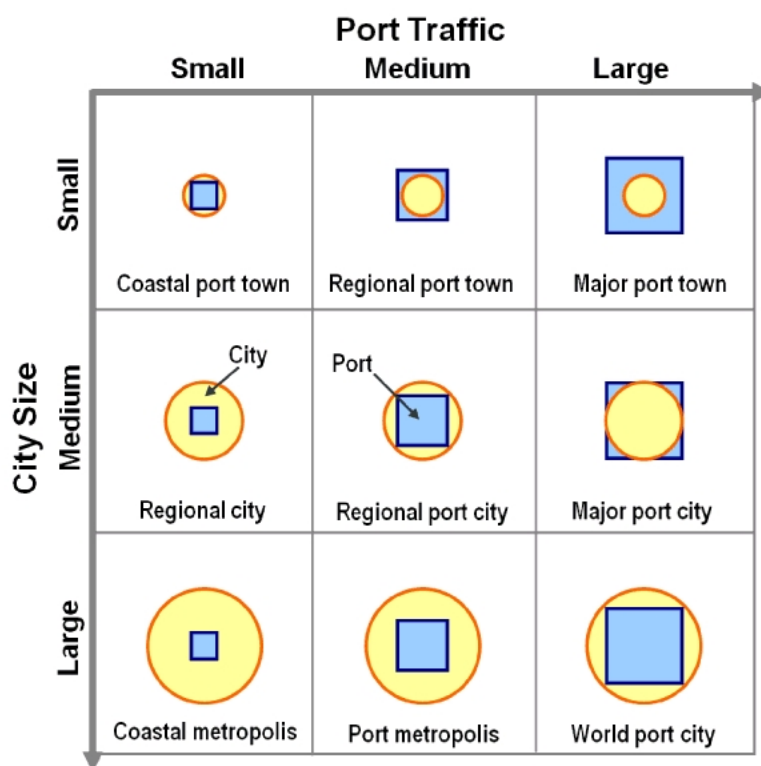 Port Traffic
Small Medium Large
City Size
Small
Coastal port town Regional port town Major port town
Medium
City Port
Regional city Regional port city Major port city
Large
Coastal metropolis Port metropolis World port city